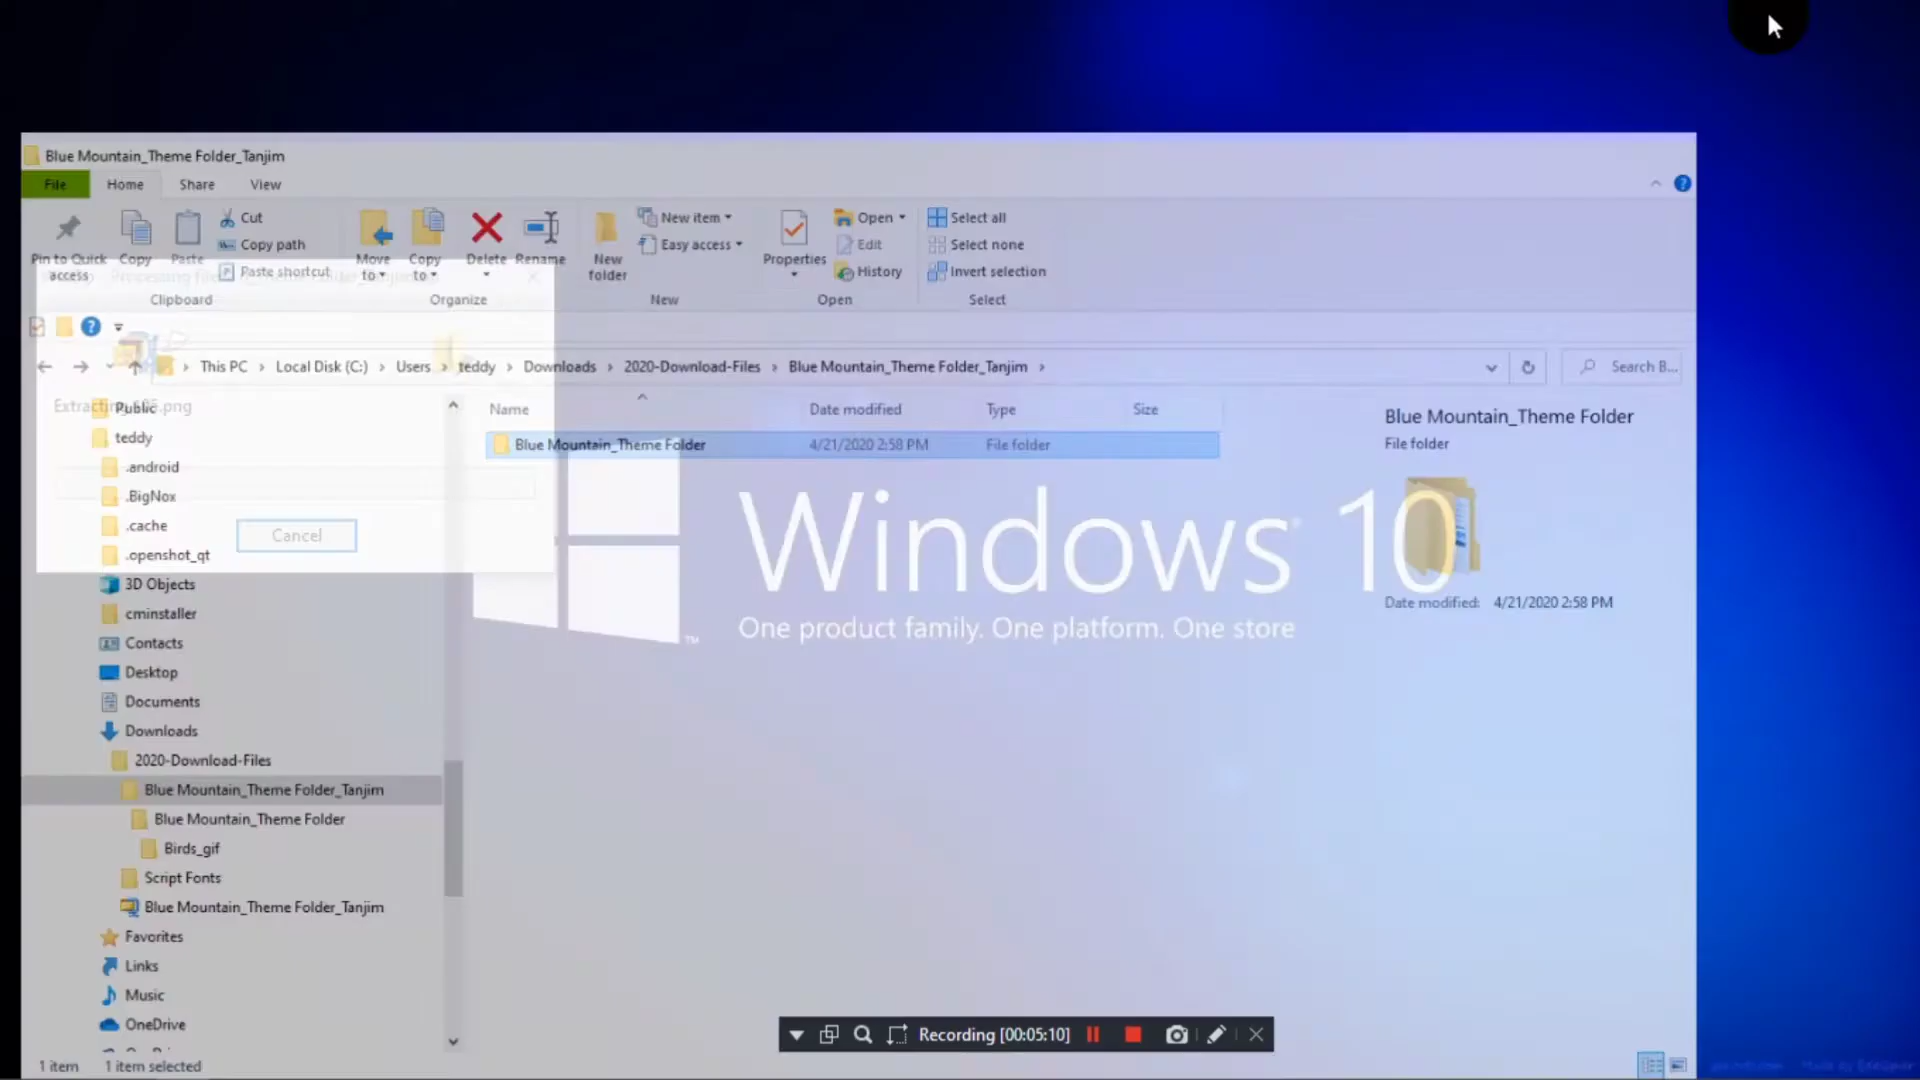 Blue Mountain_Theme Folder_Tanjim
File Home Share View
Pin to Quick access
Copy
Paste
Cut
Copy path
Paste shortcut
Clipboard
Move to
Copy to
Delete
Rename
Organize
New folder
New item
Easy access
New
Properties
Open
Edit
History
Open
Select all
Select none
Invert selection
Select
This PC > Local Disk (C:) > Users > teddy > Downloads > 2020-Download-Files > Blue Mountain_Theme Folder_Tanjim >
Search B...
Extracting
Public
teddy
.android
.BigNox
.cache
.openshot_qt
Cancel
3D Objects
cminstaller
Contacts
Desktop
Documents
Downloads
2020-Download-Files
Blue Mountain_Theme Folder_Tanjim
Blue Mountain_Theme Folder
Birds_gif
Script Fonts
Blue Mountain_Theme Folder_Tanjim
Favorites
Links
Music
OneDrive
Name Date modified Type Size
Blue Mountain_Theme Folder 4/21/2020 2:58 PM File folder
Blue Mountain_Theme Folder
File folder
Date modified: 4/21/2020 2:58 PM
Windows 10
One product family. One platform. One store
™
Recording [00:05:10]
1 item 1 item selected